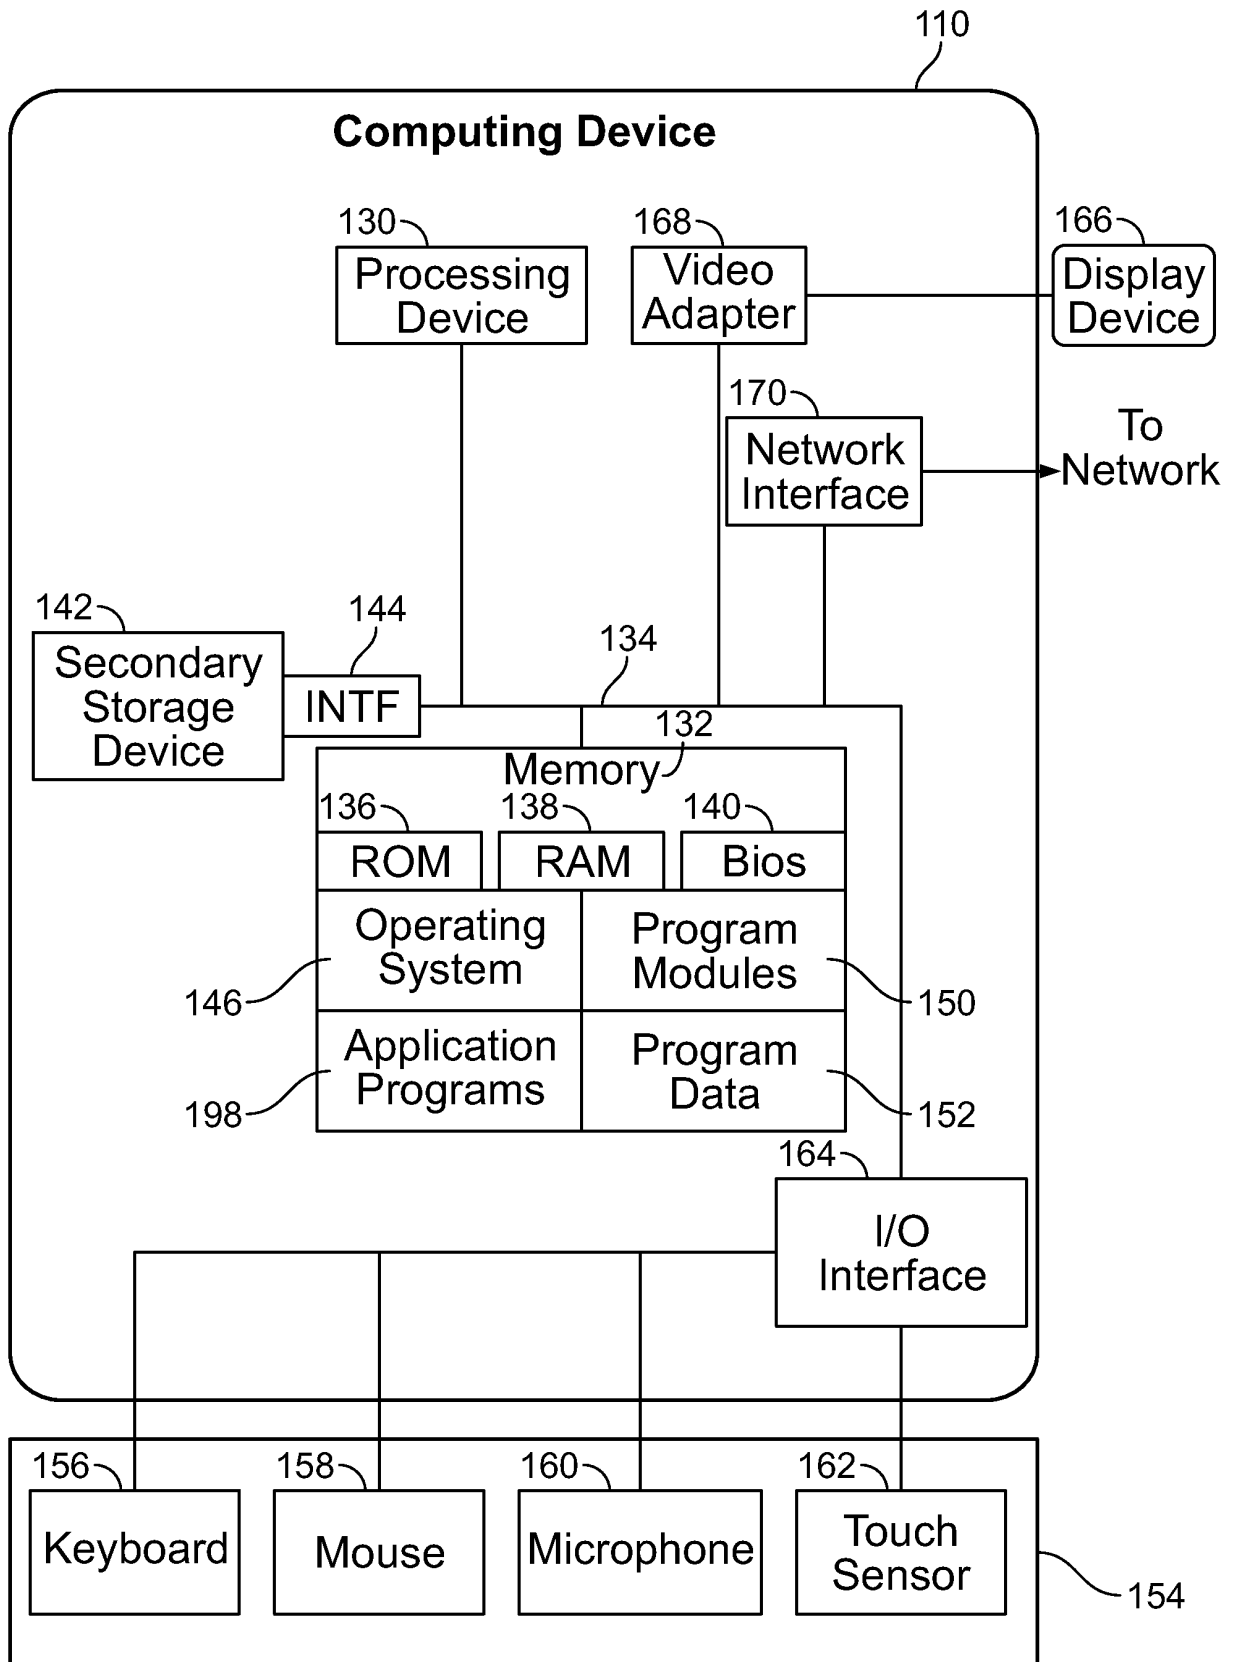 110
Computing Device
130
168
166
Processing
Device
Video
Adapter
Display
Device
170
Network
Interface
To
Network
142
144
134
Secondary
Storage
Device
INTF
132
Memory
136
138
140
ROM
RAM
Bios
Operating
System
Program
Modules
146
150
Application
Programs
Program
Data
198
152
164
I/O
Interface
156
158
160
162
Keyboard
Mouse
Microphone
Touch
Sensor
154